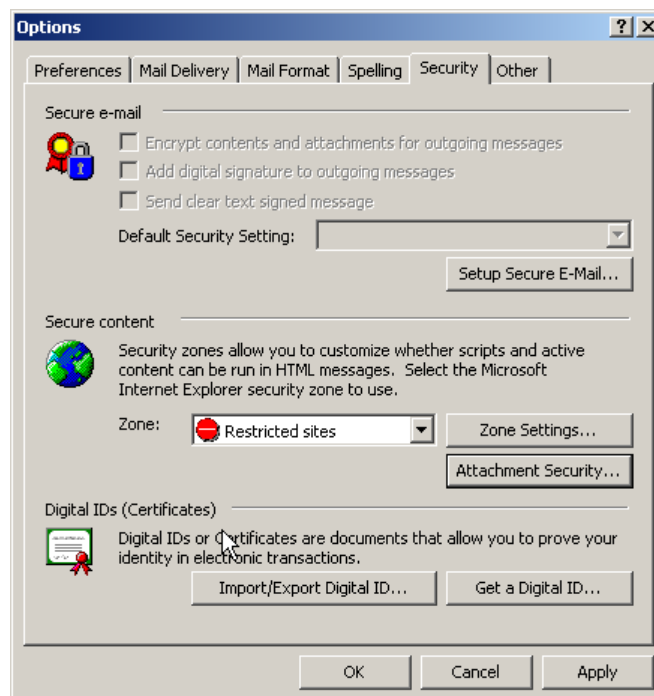 Options
Preferences Mail Delivery Mail Format Spelling Security Other
Secure e-mail
Encrypt contents and attachments for outgoing messages
Add digital signature to outgoing messages
Send clear text signed message
Default Security Setting:
Setup Secure E-Mail...
Secure content
Security zones allow you to customize whether scripts and active
content can be run in HTML messages. Select the Microsoft
Internet Explorer security zone to use.
Zone: Restricted sites Zone Settings...
Attachment Security...
Digital IDs (Certificates)
Digital IDs or Certificates are documents that allow you to prove your
identity in electronic transactions.
Import/Export Digital ID... Get a Digital ID...
OK Cancel Apply